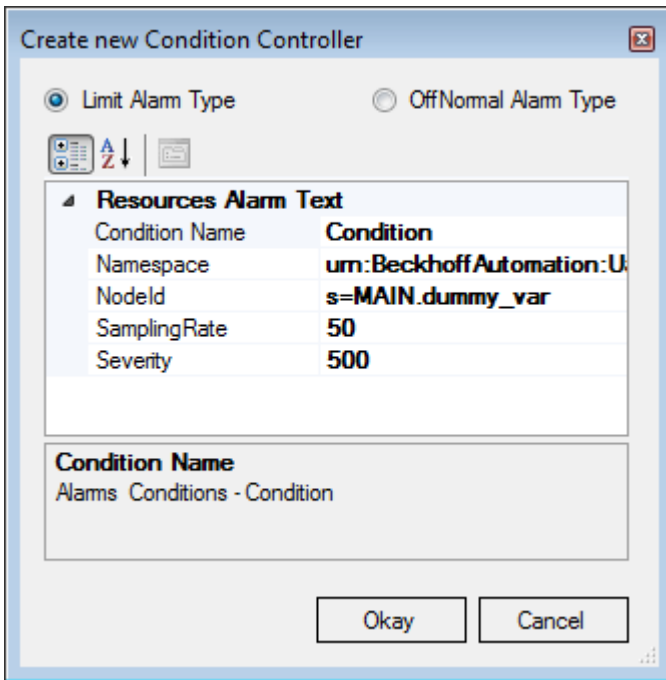 Create new Condition Controller
Limit Alarm Type OffNormal Alarm Type
Resources Alarm Text
Condition Name Condition
Namespace urn:BeckhoffAutomation:U
NodeId s=MAIN.dummy_var
SamplingRate 50
Severity 500
Condition Name
Alarms Conditions - Condition
Okay Cancel